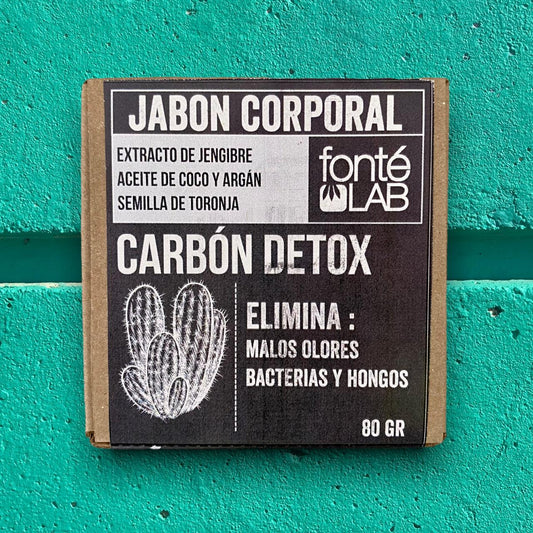 JABON CORPORAL
EXTRACTO DE JENGIBRE
ACEITE DE COCO Y ARGÁN
SEMILLA DE TORONJA
fonté
LAB
CARBÓN DETOX
ELIMINA :
MALOS OLORES
BACTERIAS Y HONGOS
80 GR